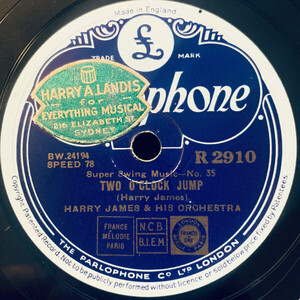 Made in England
£
TRADE MARK
phone
HARRY A. LANDIS
for
EVERYTHING MUSICAL
216 ELIZABETH ST.
SYDNEY
BW.24194
SPEED 78
R 2910
Super Swing Music—No. 35
TWO O'CLOCK JUMP
(Harry James)
HARRY JAMES & HIS ORCHESTRA
FRANCE
MÉLODIE
PARIS
N C B
B.I.E.M.
THE PARLOPHONE CO LTD LONDON